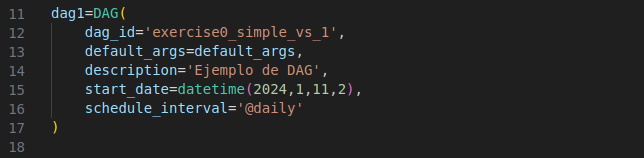 11 dag1=DAG(
12     dag_id='exercise0_simple_vs_1',
13     default_args=default_args,
14     description='Ejemplo de DAG',
15     start_date=datetime(2024,1,11,2),
16     schedule_interval='@daily'
17 )
18